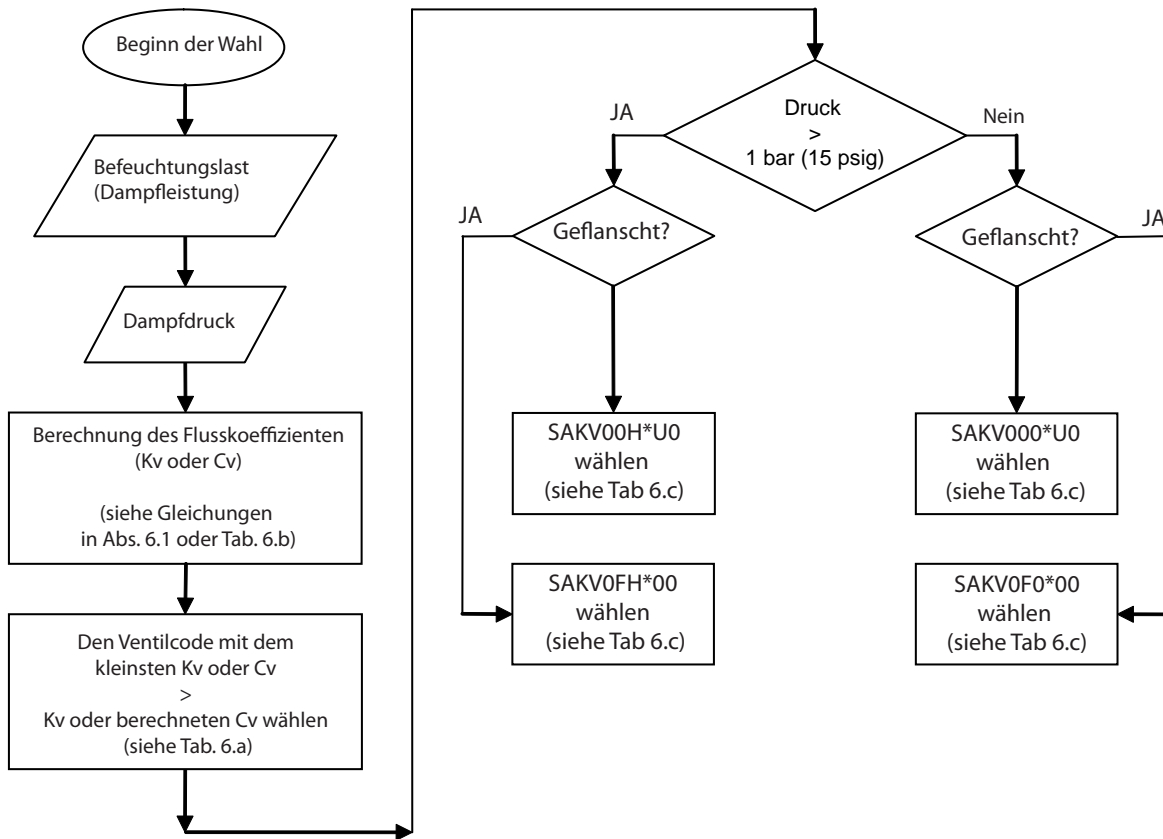 Beginn der Wahl
Befeuchtungslast
(Dampfleistung)
Dampfdruck
Berechnung des Flusskoeffizienten
(Kv oder Cv)
(siehe Gleichungen
in Abs. 6.1 oder Tab. 6.b)
Den Ventilcode mit dem
kleinsten Kv oder Cv
>
Kv oder berechneten Cv wählen
(siehe Tab. 6.a)
Druck
>
1 bar (15 psig)
JA
Nein
Geflanscht?
JA
Geflanscht?
JA
SAKV00H*U0
wählen
(siehe Tab 6.c)
SAKV000*U0
wählen
(siehe Tab 6.c)
SAKV0FH*00
wählen
(siehe Tab 6.c)
SAKV0F0*00
wählen
(siehe Tab 6.c)